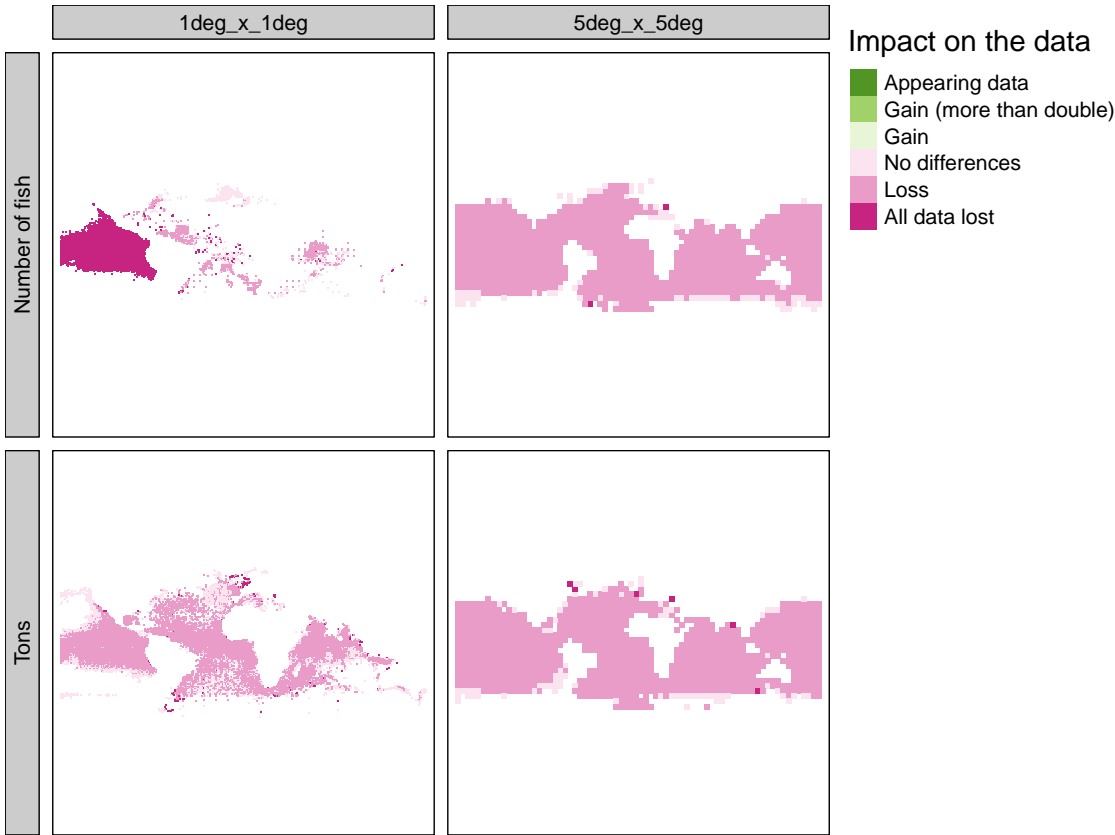 1deg_x_1deg
5deg_x_5deg
Impact on the data
Appearing data
Gain (more than double)
Gain
No differences
Loss
All data lost
Number of fish
Tons